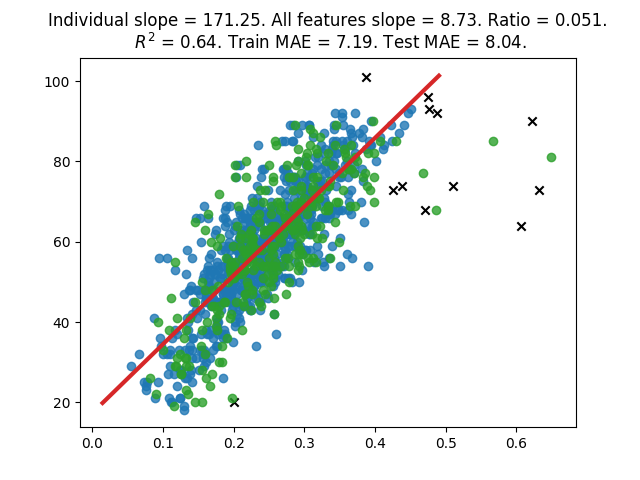 Individual slope = 171.25. All features slope = 8.73. Ratio = 0.051.
R² = 0.64. Train MAE = 7.19. Test MAE = 8.04.
100
80
60
40
20
0.0 0.1 0.2 0.3 0.4 0.5 0.6